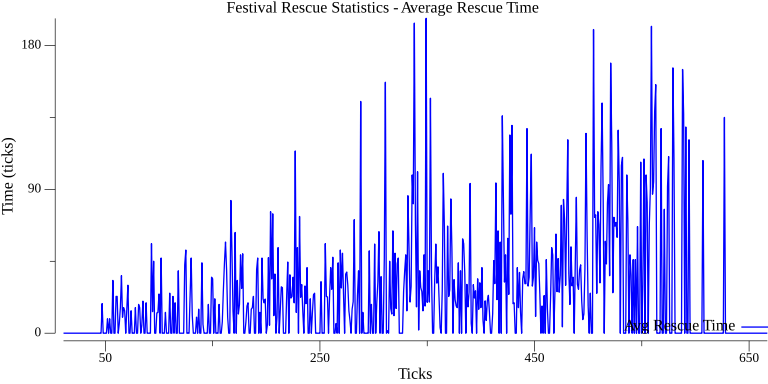 Festival Rescue Statistics - Average Rescue Time
180
Time (ticks)
90
Avg Rescue Time
0
50
250
450
650
Ticks